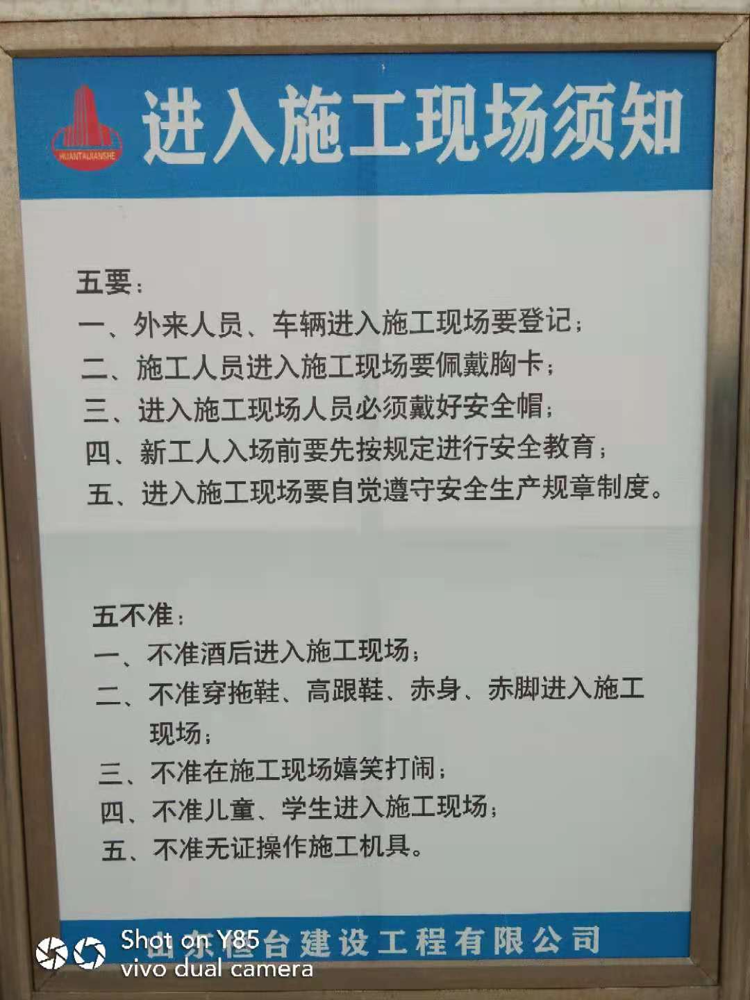 进入施工现场须知
HUANTAIJIANSHE
五要：
一、外来人员、车辆进入施工现场要登记；
二、施工人员进入施工现场要佩戴胸卡；
三、进入施工现场人员必须戴好安全帽；
四、新工人入场前要先按规定进行安全教育；
五、进入施工现场要自觉遵守安全生产规章制度。
五不准：
一、不准酒后进入施工现场；
二、不准穿拖鞋、高跟鞋、赤身、赤脚进入施工
现场；
三、不准在施工现场嬉笑打闹；
四、不准儿童、学生进入施工现场；
五、不准无证操作施工机具。
山东桓台建设工程有限公司
Shot on Y85
vivo dual camera